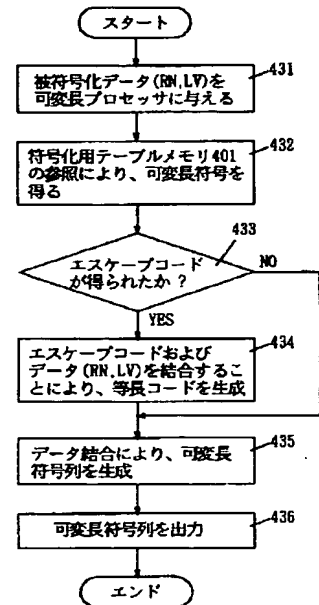 スタート
431
被符号化データ(RN,LV)を
可変長プロセッサに与える
432
符号化用テーブルメモリ401
の参照により、可変長符号を
得る
433
エスケープコード
が得られたか?
NO
YES
434
エスケープコードおよび
データ(RN,LV)を結合するこ
とにより、等長コードを生成
435
データ結合により、可変長
符号列を生成
436
可変長符号列を出力
エンド